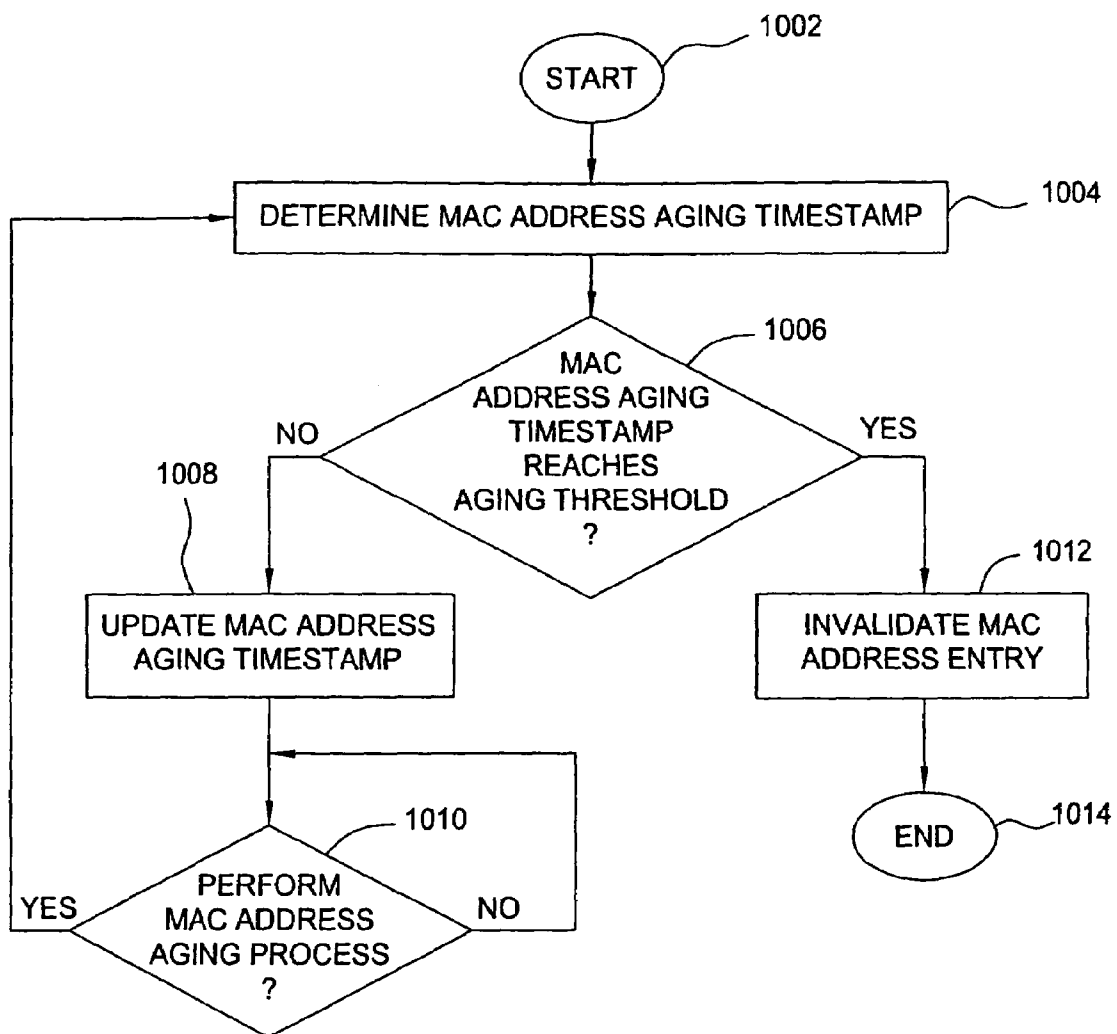 1002
START
DETERMINE MAC ADDRESS AGING TIMESTAMP
1004
1006
MAC
ADDRESS AGING
TIMESTAMP
REACHES
AGING THRESHOLD
?
NO
YES
1008
UPDATE MAC ADDRESS
AGING TIMESTAMP
1012
INVALIDATE MAC
ADDRESS ENTRY
1010
PERFORM
MAC ADDRESS
AGING PROCESS
?
YES
NO
END
1014